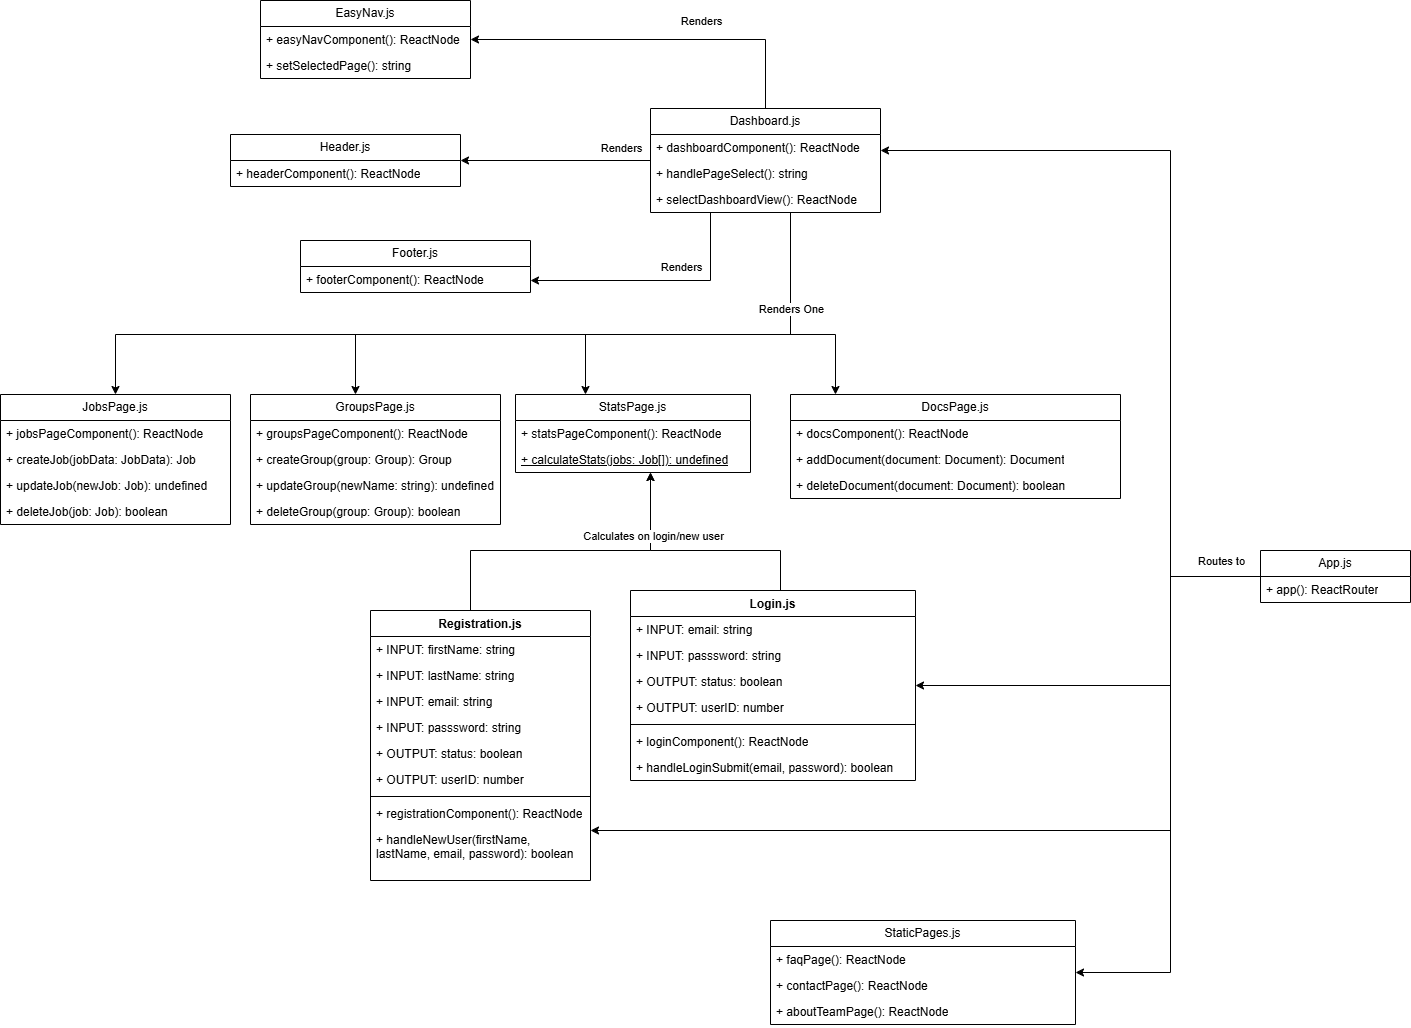 EasyNav.js
+ easyNavComponent(): ReactNode
+ setSelectedPage(): string
Renders
Dashboard.js
+ dashboardComponent(): ReactNode
+ handlePageSelect(): string
+ selectDashboardView(): ReactNode
Header.js
+ headerComponent(): ReactNode
Renders
Footer.js
+ footerComponent(): ReactNode
Renders
Renders One
JobsPage.js
+ jobsPageComponent(): ReactNode
+ createJob(jobData: JobData): Job
+ updateJob(newJob: Job): undefined
+ deleteJob(job: Job): boolean
GroupsPage.js
+ groupsPageComponent(): ReactNode
+ createGroup(group: Group): Group
+ updateGroup(newName: string): undefined
+ deleteGroup(group: Group): boolean
StatsPage.js
+ statsPageComponent(): ReactNode
+ calculateStats(jobs: Job[]): undefined
DocsPage.js
+ docsComponent(): ReactNode
+ addDocument(document: Document): Document
+ deleteDocument(document: Document): boolean
Calculates on login/new user
Routes to
App.js
+ app(): ReactRouter
Registration.js
+ INPUT: firstName: string
+ INPUT: lastName: string
+ INPUT: email: string
+ INPUT: passsword: string
+ OUTPUT: status: boolean
+ OUTPUT: userID: number
+ registrationComponent(): ReactNode
+ handleNewUser(firstName,
lastName, email, password): boolean
Login.js
+ INPUT: email: string
+ INPUT: passsword: string
+ OUTPUT: status: boolean
+ OUTPUT: userID: number
+ loginComponent(): ReactNode
+ handleLoginSubmit(email, password): boolean
StaticPages.js
+ faqPage(): ReactNode
+ contactPage(): ReactNode
+ aboutTeamPage(): ReactNode